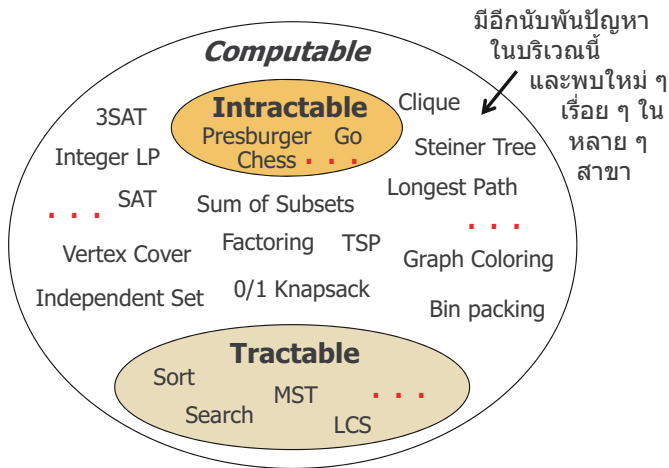 มีอีกนับพันปัญหา
ในบริเวณนี้
และพบใหม่ ๆ
เรื่อย ๆ ใน
หลาย ๆ
สาขา
Computable
Intractable
Presburger Go
Chess . . .
3SAT
Clique
Integer LP
Steiner Tree
. . . SAT
Sum of Subsets
Longest Path
. . .
Vertex Cover
Factoring TSP
Graph Coloring
Independent Set
0/1 Knapsack
Bin packing
Tractable
Sort
MST . . .
Search
LCS